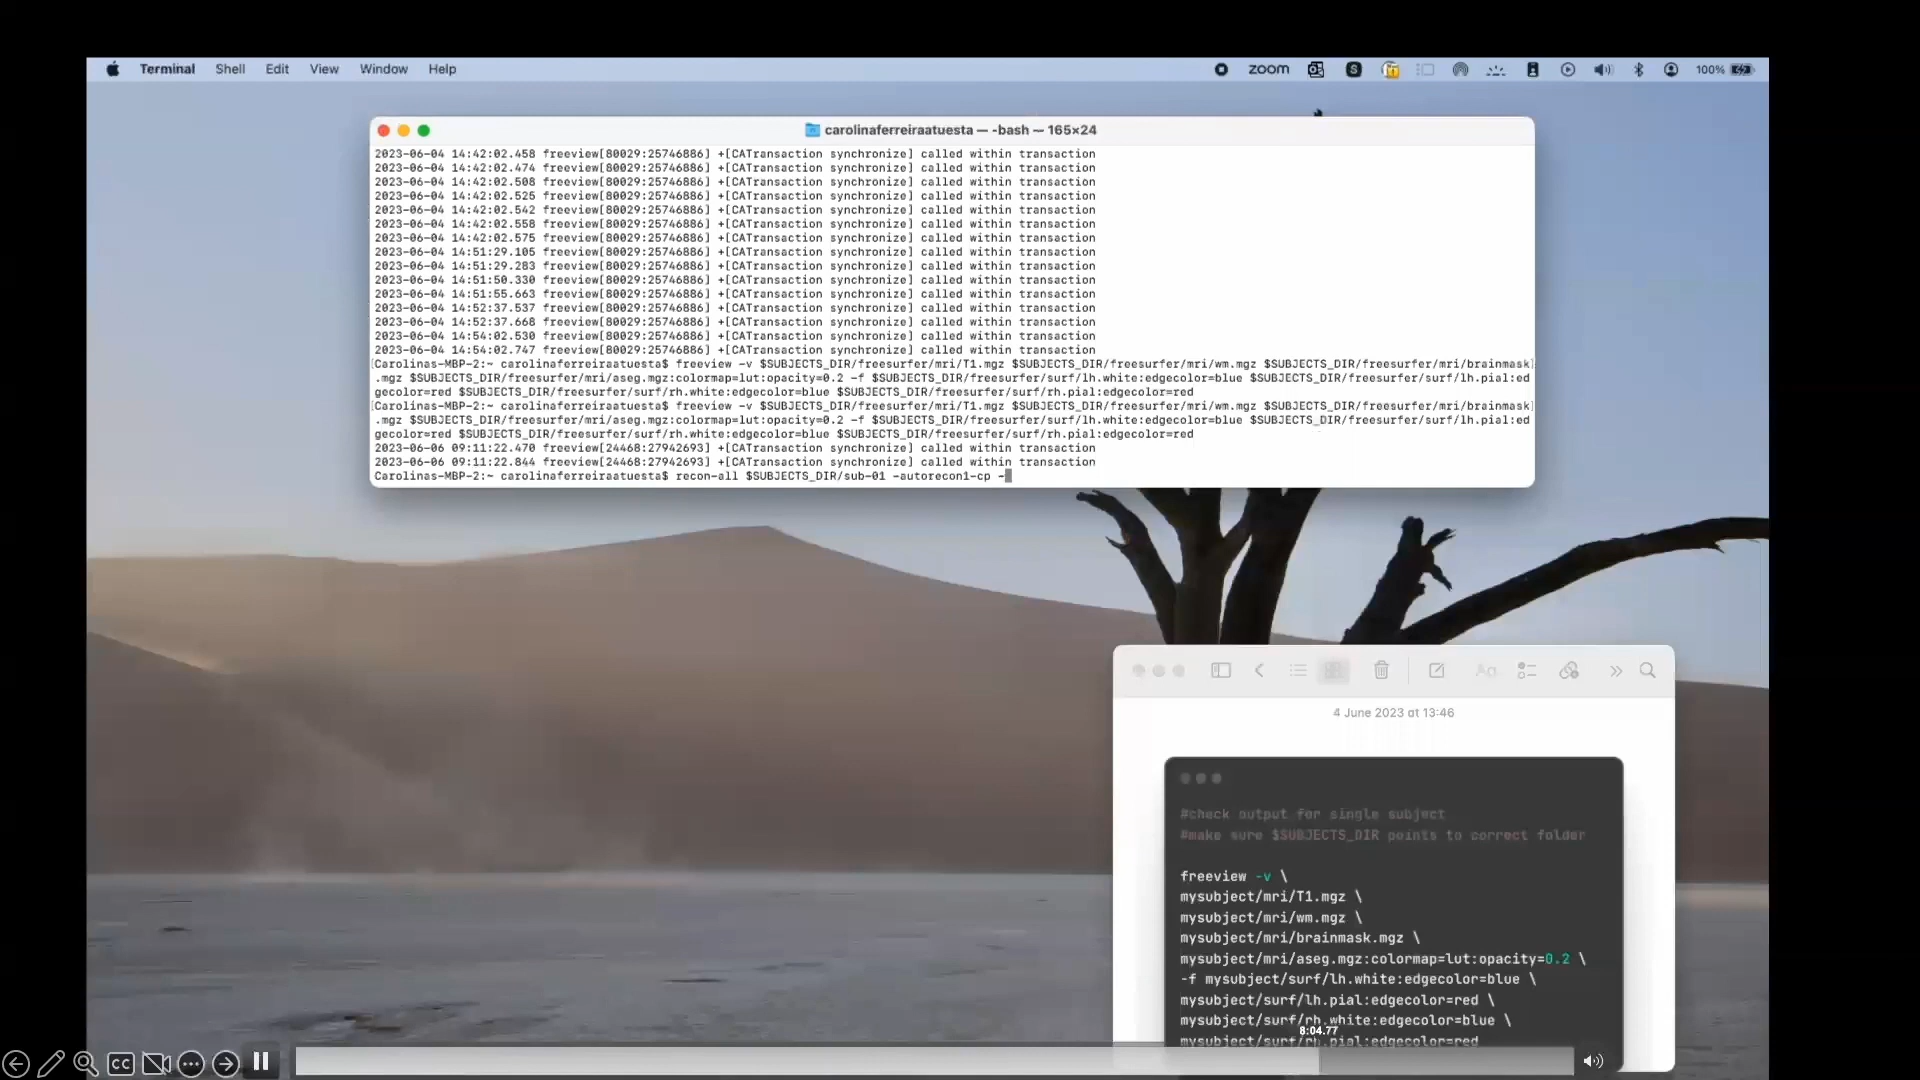 Terminal Shell Edit View Window Help zoom 100%
carolinaferreiraatuesta — -bash — 165×24
2023-06-04 14:42:02.458 freeview[80029:25746886] +[CATransaction synchronize] called within transaction
2023-06-04 14:42:02.474 freeview[80029:25746886] +[CATransaction synchronize] called within transaction
2023-06-04 14:42:02.508 freeview[80029:25746886] +[CATransaction synchronize] called within transaction
2023-06-04 14:42:02.525 freeview[80029:25746886] +[CATransaction synchronize] called within transaction
2023-06-04 14:42:02.542 freeview[80029:25746886] +[CATransaction synchronize] called within transaction
2023-06-04 14:42:02.558 freeview[80029:25746886] +[CATransaction synchronize] called within transaction
2023-06-04 14:42:02.575 freeview[80029:25746886] +[CATransaction synchronize] called within transaction
2023-06-04 14:51:29.105 freeview[80029:25746886] +[CATransaction synchronize] called within transaction
2023-06-04 14:51:29.283 freeview[80029:25746886] +[CATransaction synchronize] called within transaction
2023-06-04 14:51:50.330 freeview[80029:25746886] +[CATransaction synchronize] called within transaction
2023-06-04 14:51:55.663 freeview[80029:25746886] +[CATransaction synchronize] called within transaction
2023-06-04 14:52:37.537 freeview[80029:25746886] +[CATransaction synchronize] called within transaction
2023-06-04 14:52:37.668 freeview[80029:25746886] +[CATransaction synchronize] called within transaction
2023-06-04 14:54:02.530 freeview[80029:25746886] +[CATransaction synchronize] called within transaction
2023-06-04 14:54:02.747 freeview[80029:25746886] +[CATransaction synchronize] called within transaction
[Carolinas-MBP-2:~ carolinaferreiraatuesta$ freeview -v $SUBJECTS_DIR/freesurfer/mri/T1.mgz $SUBJECTS_DIR/freesurfer/mri/wm.mgz $SUBJECTS_DIR/freesurfer/mri/brainmask]
.mgz $SUBJECTS_DIR/freesurfer/mri/aseg.mgz:colormap=lut:opacity=0.2 -f $SUBJECTS_DIR/freesurfer/surf/lh.white:edgecolor=blue $SUBJECTS_DIR/freesurfer/surf/lh.pial:ed
gecolor=red $SUBJECTS_DIR/freesurfer/surf/rh.white:edgecolor=blue $SUBJECTS_DIR/freesurfer/surf/rh.pial:edgecolor=red
[Carolinas-MBP-2:~ carolinaferreiraatuesta$ freeview -v $SUBJECTS_DIR/freesurfer/mri/T1.mgz $SUBJECTS_DIR/freesurfer/mri/wm.mgz $SUBJECTS_DIR/freesurfer/mri/brainmask]
.mgz $SUBJECTS_DIR/freesurfer/mri/aseg.mgz:colormap=lut:opacity=0.2 -f $SUBJECTS_DIR/freesurfer/surf/lh.white:edgecolor=blue $SUBJECTS_DIR/freesurfer/surf/lh.pial:ed
gecolor=red $SUBJECTS_DIR/freesurfer/surf/rh.white:edgecolor=blue $SUBJECTS_DIR/freesurfer/surf/rh.pial:edgecolor=red
2023-06-06 09:11:22.470 freeview[24468:27942693] +[CATransaction synchronize] called within transaction
2023-06-06 09:11:22.844 freeview[24468:27942693] +[CATransaction synchronize] called within transaction
Carolinas-MBP-2:~ carolinaferreiraatuesta$ recon-all $SUBJECTS_DIR/sub-01 -autorecon1-cp -
4 June 2023 at 13:46
#check output for single subject
#make sure $SUBJECTS_DIR points to correct folder
freeview -v \
mysubject/mri/T1.mgz \
mysubject/mri/wm.mgz \
mysubject/mri/brainmask.mgz \
mysubject/mri/aseg.mgz:colormap=lut:opacity=0.2 \
-f mysubject/surf/lh.white:edgecolor=blue \
mysubject/surf/lh.pial:edgecolor=red \
mysubject/surf/rh.white:edgecolor=blue \
8:04.77
mysubject/surf/rh.pial:edgecolor=red
CC